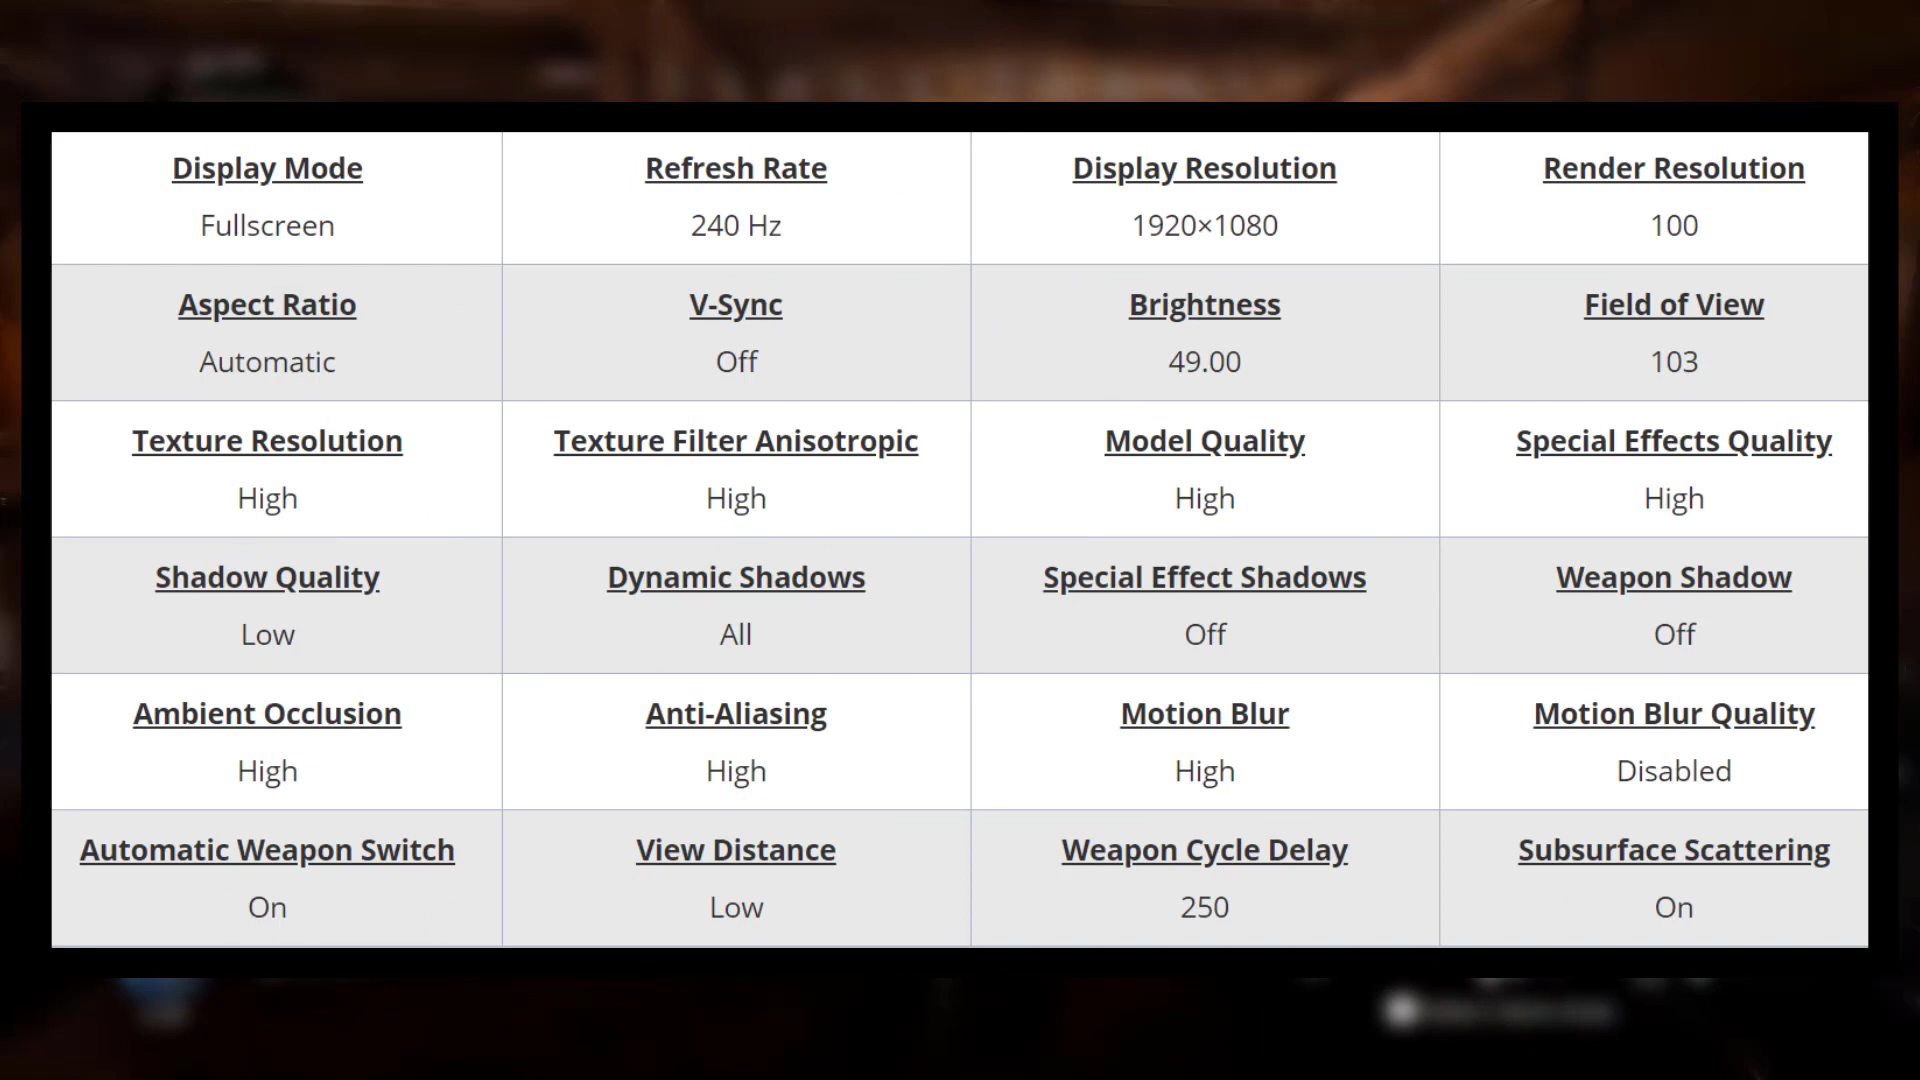 Display Mode Refresh Rate Display Resolution Render Resolution
Fullscreen 240 Hz 1920×1080 100
Aspect Ratio V-Sync Brightness Field of View
Automatic Off 49.00 103
Texture Resolution Texture Filter Anisotropic Model Quality Special Effects Quality
High High High High
Shadow Quality Dynamic Shadows Special Effect Shadows Weapon Shadow
Low All Off Off
Ambient Occlusion Anti-Aliasing Motion Blur Motion Blur Quality
High High High Disabled
Automatic Weapon Switch View Distance Weapon Cycle Delay Subsurface Scattering
On Low 250 On